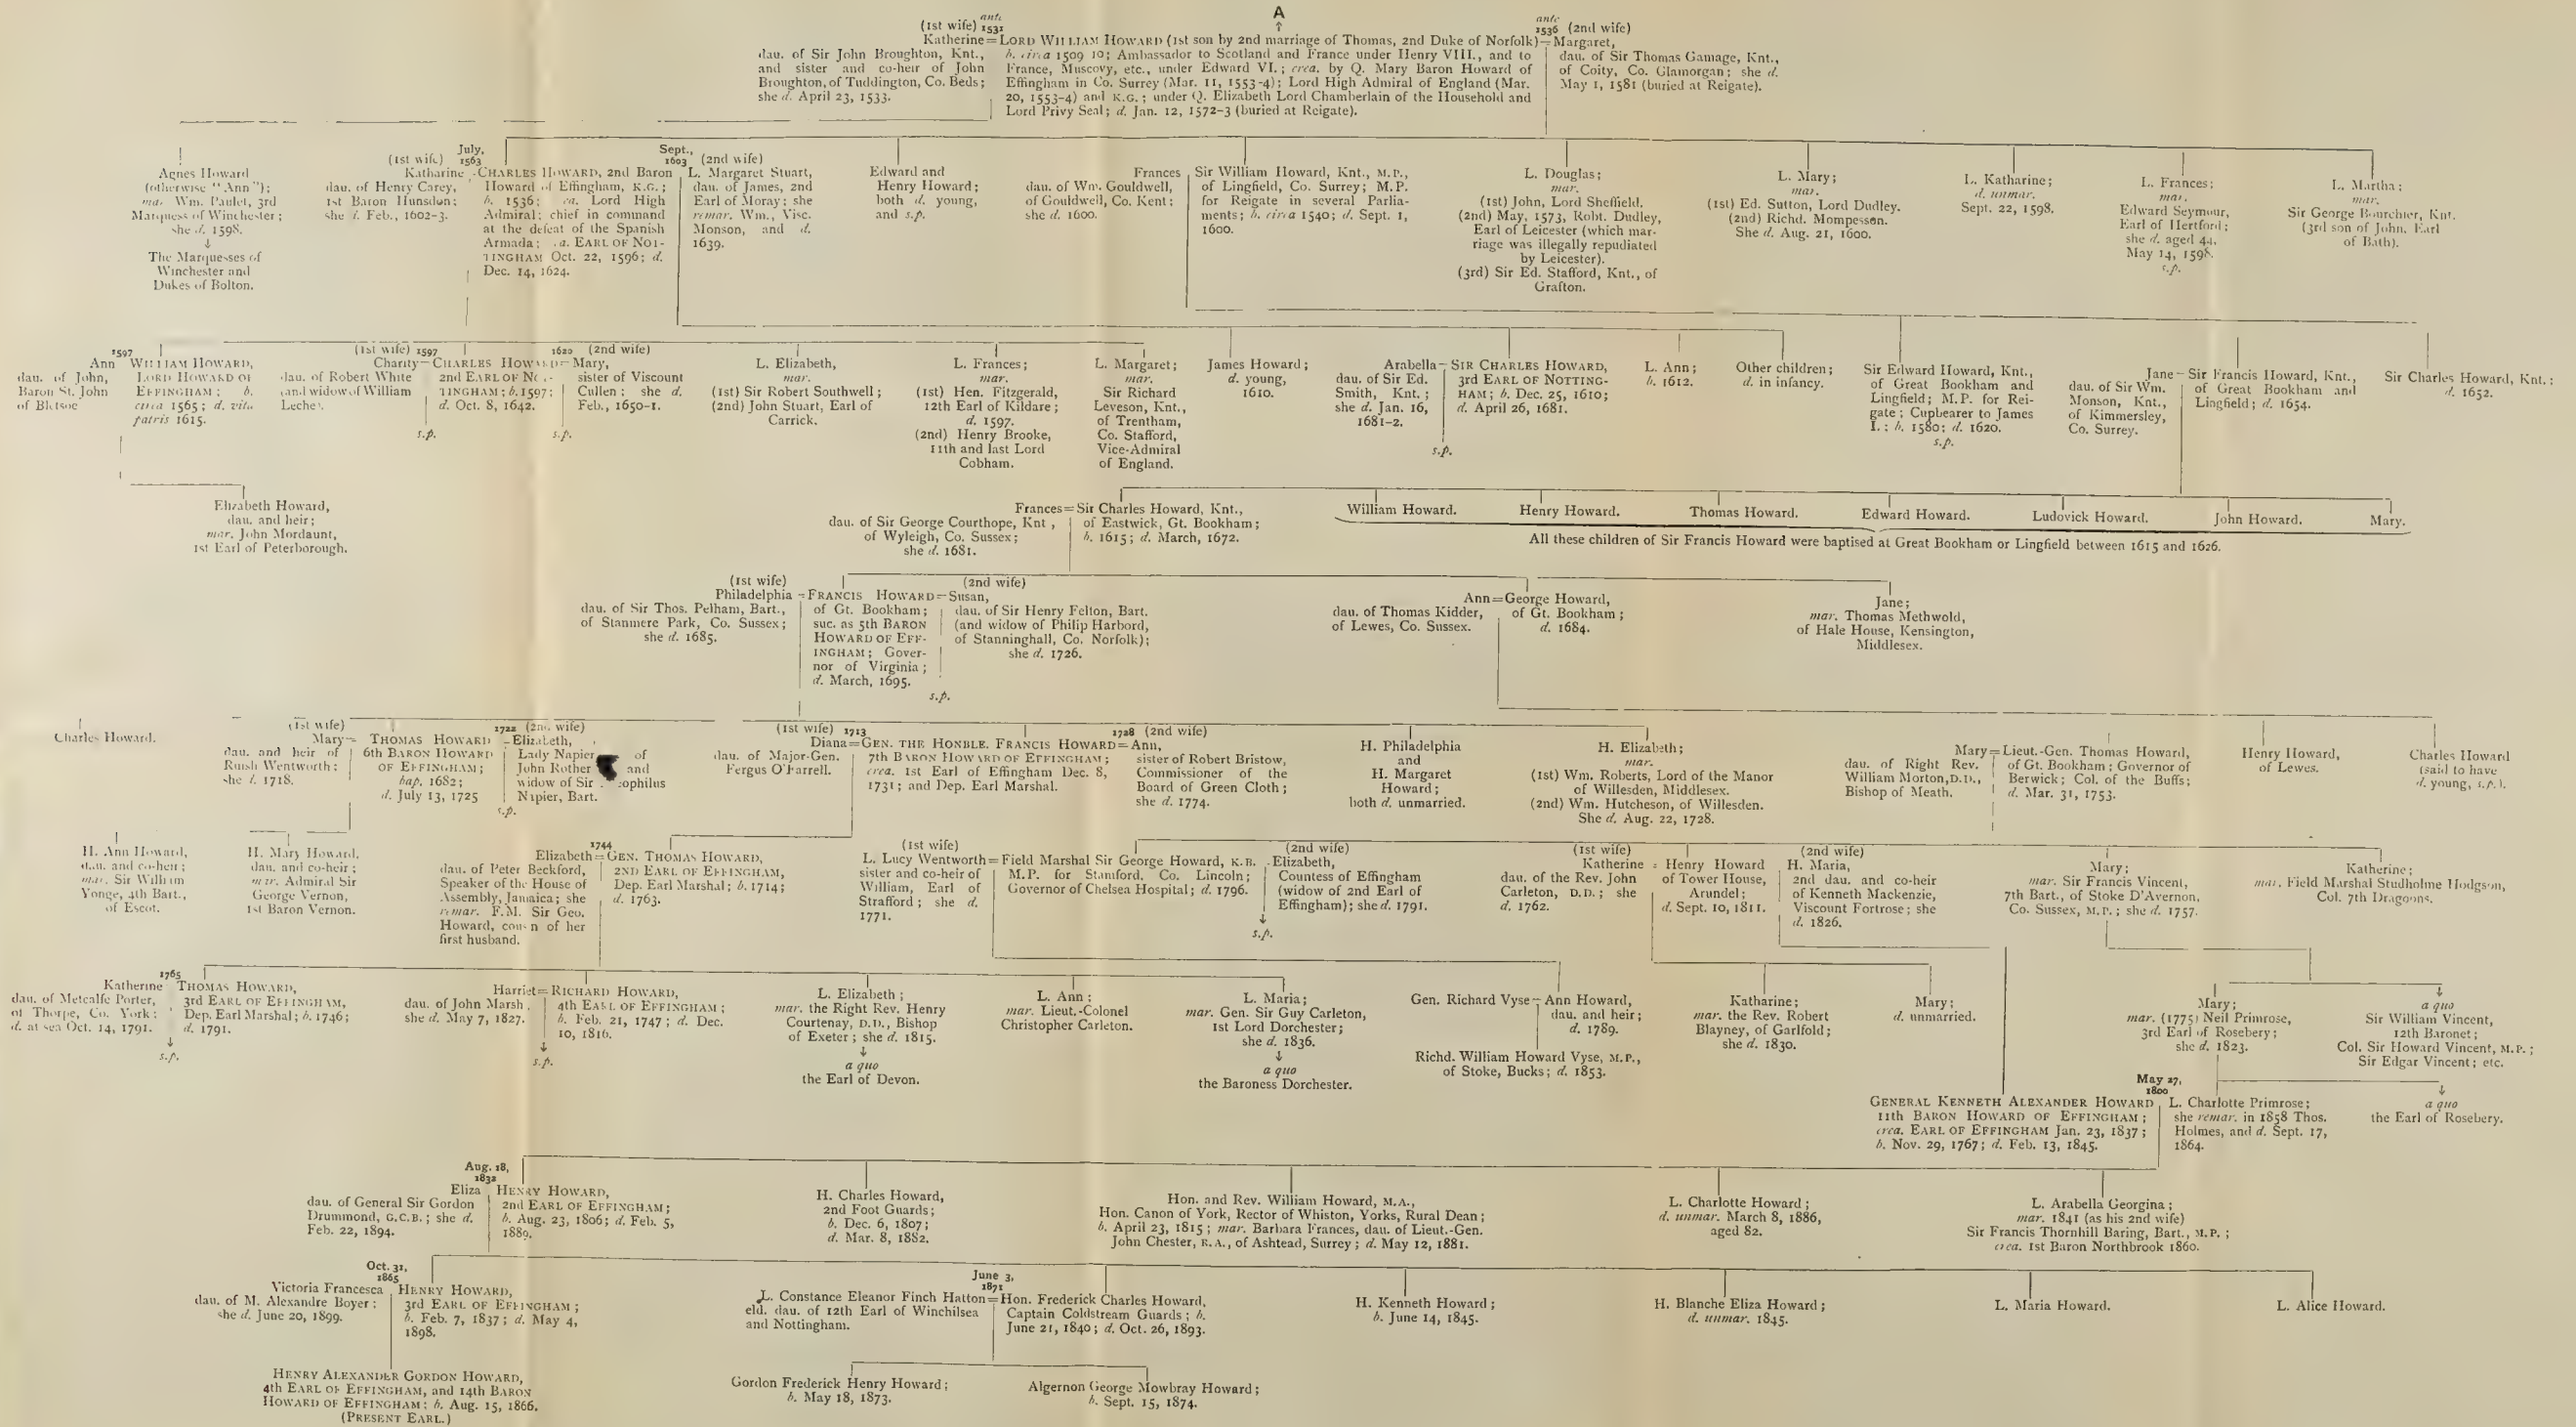 A
(1st wife) ante 1531
Katherine=LORD WILLIAM HOWARD (1st son by 2nd marriage of Thomas, 2nd Duke of Norfolk)=Margaret,
ante 1536 (2nd wife)
dau. of Sir John Broughton, Knt.,
and sister and co-heir of John
Broughton, of Tuddington, Co. Beds;
she d. April 23, 1533.
b. circa 1509 10; Ambassador to Scotland and France under Henry VIII., and to
France, Muscovy, etc., under Edward VI.; crea. by Q. Mary Baron Howard of
Effingham in Co. Surrey (Mar. 11, 1553-4); Lord High Admiral of England (Mar.
20, 1553-4) and K.G.; under Q. Elizabeth Lord Chamberlain of the Household and
Lord Privy Seal; d. Jan. 12, 1572-3 (buried at Reigate).
dau. of Sir Thomas Gamage, Knt.,
of Coity, Co. Glamorgan; she d.
May 1, 1581 (buried at Reigate).
Agnes Howard
(otherwise "Ann");
mar. Wm. Paulet, 3rd
Marquess of Winchester;
she d. 1598.
The Marquesses of
Winchester and
Dukes of Bolton.
(1st wife) July, 1563
Katharine
dau. of Henry Carey,
1st Baron Hunsdon;
she d. Feb., 1602-3.
CHARLES HOWARD, 2nd Baron
Howard of Effingham, K.G.;
b. 1536; Lord High
Admiral; chief in command
at the defeat of the Spanish
Armada; EARL OF NOT-
TINGHAM Oct. 22, 1596; d.
Dec. 14, 1624.
Sept., 1603 (2nd wife)
L. Margaret Stuart,
dau. of James, 2nd
Earl of Moray; she
remar. Wm., Visc.
Monson, and d.
1639.
Edward and
Henry Howard;
both d. young,
and s.p.
Frances
dau. of Wm. Gouldwell,
of Gouldwell, Co. Kent;
she d. 1600.
Sir William Howard, Knt., M.P.,
of Lingfield, Co. Surrey; M.P.
for Reigate in several Parlia-
ments; b. circa 1540; d. Sept. 1,
1600.
L. Douglas;
mar.
(1st) John, Lord Sheffield.
(2nd) May, 1573, Robt. Dudley,
Earl of Leicester (which mar-
riage was illegally repudiated
by Leicester).
(3rd) Sir Ed. Stafford, Knt., of
Grafton.
L. Mary;
mar.
(1st) Ed. Sutton, Lord Dudley.
(2nd) Richd. Mompesson.
She d. Aug. 21, 1600.
L. Katharine;
d. unmar.
Sept. 22, 1598.
L. Frances;
mar.
Edward Seymour,
Earl of Hertford;
she d. aged 44,
May 14, 1598.
s.p.
L. Martha;
mar.
Sir George Bourchier, Knt.
(3rd son of John, Earl
of Bath).
1597
Ann
dau. of John,
Baron St. John
of Bletsoe
WILLIAM HOWARD,
LORD HOWARD OF
EFFINGHAM; b.
circa 1565; d. vita
patris 1615.
(1st wife) 1597
Charity=CHARLES HOWARD=Mary,
1620 (2nd wife)
dau. of Robert White
and widow of William
Leche.
2nd EARL OF NOT-
TINGHAM; b. 1597;
d. Oct. 8, 1642.
s.p.
sister of Viscount
Cullen; she d.
Feb., 1650-1.
s.p.
L. Elizabeth,
mar.
(1st) Sir Robert Southwell;
(2nd) John Stuart, Earl of
Carrick.
L. Frances;
mar.
(1st) Hen. Fitzgerald,
12th Earl of Kildare;
d. 1597.
(2nd) Henry Brooke,
11th and last Lord
Cobham.
L. Margaret;
mar.
Sir Richard
Leveson, Knt.,
of Trentham,
Co. Stafford,
Vice-Admiral
of England.
James Howard;
d. young,
1610.
Arabella=SIR CHARLES HOWARD,
dau. of Sir Ed.
Smith, Knt.;
she d. Jan. 16,
1681-2.
3rd EARL OF NOTTING-
HAM; b. Dec. 25, 1610;
d. April 26, 1681.
s.p.
L. Ann;
b. 1612.
Other children;
d. in infancy.
Sir Edward Howard, Knt.,
of Great Bookham and
Lingfield; M.P. for Rei-
gate; Cupbearer to James
I.; b. 1580; d. 1620.
s.p.
Jane=Sir Francis Howard, Knt.,
dau. of Sir Wm.
Monson, Knt.,
of Kimmersley,
Co. Surrey.
of Great Bookham and
Lingfield; d. 1654.
Sir Charles Howard, Knt.;
d. 1652.
Elizabeth Howard,
dau. and heir;
mar. John Mordaunt,
1st Earl of Peterborough.
Frances=Sir Charles Howard, Knt.,
dau. of Sir George Courthope, Knt.,
of Wyleigh, Co. Sussex;
she d. 1681.
of Eastwick, Gt. Bookham;
b. 1615; d. March, 1672.
William Howard.
Henry Howard.
Thomas Howard.
Edward Howard.
Ludovick Howard.
John Howard.
Mary.
All these children of Sir Francis Howard were baptised at Great Bookham or Lingfield between 1615 and 1626.
(1st wife)
(2nd wife)
Philadelphia=FRANCIS HOWARD=Susan,
dau. of Sir Thos. Pelham, Bart.,
of Stanmere Park, Co. Sussex;
she d. 1685.
of Gt. Bookham;
suc. as 5th BARON
HOWARD OF EFF-
INGHAM; Gover-
nor of Virginia;
d. March, 1695.
dau. of Sir Henry Felton, Bart.
(and widow of Philip Harbord,
of Stanninghall, Co. Norfolk);
she d. 1726.
s.p.
Ann=George Howard,
dau. of Thomas Kidder,
of Lewes, Co. Sussex.
of Gt. Bookham;
d. 1684.
Jane;
mar. Thomas Methwold,
of Hale House, Kensington,
Middlesex.
Charles Howard.
(1st wife)
Mary=THOMAS HOWARD=Elizabeth,
1722 (2nd wife)
dau. and heir of
Ruish Wentworth;
she d. 1718.
6th BARON HOWARD
OF EFFINGHAM;
bap. 1682;
d. July 13, 1725
Lady Napier of
John Rother and
widow of Sir ophilus
Napier, Bart.
s.p.
(1st wife) 1713
1728 (2nd wife)
Diana=GEN. THE HONBLE. FRANCIS HOWARD=Ann,
dau. of Major-Gen.
Fergus O'Farrell.
7th BARON HOWARD OF EFFINGHAM;
crea. 1st Earl of Effingham Dec. 8,
1731; and Dep. Earl Marshal.
sister of Robert Bristow,
Commissioner of the
Board of Green Cloth;
she d. 1774.
H. Philadelphia
and
H. Margaret
Howard;
both d. unmarried.
H. Elizabeth;
mar.
(1st) Wm. Roberts, Lord of the Manor
of Willesden, Middlesex.
(2nd) Wm. Hutcheson, of Willesden.
She d. Aug. 22, 1728.
Mary=Lieut.-Gen. Thomas Howard,
dau. of Right Rev.
William Morton, D.D.,
Bishop of Meath.
of Gt. Bookham; Governor of
Berwick; Col. of the Buffs;
d. Mar. 31, 1753.
Henry Howard,
of Lewes.
Charles Howard
(said to have
d. young, s.p.).
H. Ann Howard,
dau. and co-heir;
mar. Sir William
Yonge, 4th Bart.,
of Escot.
H. Mary Howard,
dau. and co-heir;
mar. Admiral Sir
George Vernon,
1st Baron Vernon.
1744
Elizabeth=GEN. THOMAS HOWARD,
dau. of Peter Beckford,
Speaker of the House of
Assembly, Jamaica; she
remar. F.M. Sir Geo.
Howard, cousin of her
first husband.
2ND EARL OF EFFINGHAM,
Dep. Earl Marshal; b. 1714;
d. 1763.
(1st wife)
(2nd wife)
L. Lucy Wentworth=Field Marshal Sir George Howard, K.B.
sister and co-heir of
William, Earl of
Strafford; she d.
1771.
M.P. for Stamford, Co. Lincoln;
Governor of Chelsea Hospital; d. 1796.
Elizabeth,
Countess of Effingham
(widow of 2nd Earl of
Effingham); she d. 1791.
s.p.
(1st wife)
Katherine
dau. of the Rev. John
Carleton, D.D.; she
d. 1762.
Henry Howard
of Tower House,
Arundel;
d. Sept. 10, 1811.
(2nd wife)
H. Maria,
2nd dau. and co-heir
of Kenneth Mackenzie,
Viscount Fortrose; she
d. 1826.
Mary;
mar. Sir Francis Vincent,
7th Bart., of Stoke D'Avernon,
Co. Sussex, M.P.; she d. 1757.
Katherine;
mar. Field Marshal Studholme Hodgson,
Col. 7th Dragoons.
1765
Katherine
dau. of Metcalfe Porter,
of Thorpe, Co. York;
d. at sea Oct. 14, 1791.
s.p.
THOMAS HOWARD,
3rd EARL OF EFFINGHAM,
Dep. Earl Marshal; b. 1746;
d. 1791.
Harriet=RICHARD HOWARD,
dau. of John Marsh.
she d. May 7, 1827.
4th EARL OF EFFINGHAM;
b. Feb. 21, 1747; d. Dec.
10, 1816.
s.p.
L. Elizabeth;
mar. the Right Rev. Henry
Courtenay, D.D., Bishop
of Exeter; she d. 1815.
a quo
the Earl of Devon.
L. Ann;
mar. Lieut.-Colonel
Christopher Carleton.
L. Maria;
mar. Gen. Sir Guy Carleton,
1st Lord Dorchester;
she d. 1836.
a quo
the Baroness Dorchester.
Gen. Richard Vyse=Ann Howard,
dau. and heir;
d. 1789.
Richd. William Howard Vyse, M.P.,
of Stoke, Bucks; d. 1853.
Katharine;
mar. the Rev. Robert
Blayney, of Garlfold;
she d. 1830.
Mary;
d. unmarried.
Mary;
mar. (1775) Neil Primrose,
3rd Earl of Rosebery;
she d. 1823.
a quo
Sir William Vincent,
12th Baronet;
Col. Sir Howard Vincent, M.P.;
Sir Edgar Vincent; etc.
May 27, 1800
GENERAL KENNETH ALEXANDER HOWARD
11th BARON HOWARD OF EFFINGHAM;
crea. EARL OF EFFINGHAM Jan. 23, 1837;
b. Nov. 29, 1767; d. Feb. 13, 1845.
L. Charlotte Primrose;
she remar. in 1858 Thos.
Holmes, and d. Sept. 17,
1864.
a quo
the Earl of Rosebery.
Aug. 18, 1832
Eliza
dau. of General Sir Gordon
Drummond, G.C.B.; she d.
Feb. 22, 1894.
HENRY HOWARD,
2nd EARL OF EFFINGHAM;
b. Aug. 23, 1806; d. Feb. 5,
1889.
H. Charles Howard,
2nd Foot Guards;
b. Dec. 6, 1807;
d. Mar. 8, 1882.
Hon. and Rev. William Howard, M.A.,
Hon. Canon of York, Rector of Whiston, Yorks, Rural Dean;
b. April 23, 1815; mar. Barbara Frances, dau. of Lieut.-Gen.
John Chester, R.A., of Ashtead, Surrey; d. May 12, 1881.
L. Charlotte Howard;
d. unmar. March 8, 1886,
aged 82.
L. Arabella Georgina;
mar. 1841 (as his 2nd wife)
Sir Francis Thornhill Baring, Bart., M.P.;
crea. 1st Baron Northbrook 1860.
Oct. 31, 1865
Victoria Francesca
dau. of M. Alexandre Boyer;
she d. June 20, 1899.
HENRY HOWARD,
3rd EARL OF EFFINGHAM;
b. Feb. 7, 1837; d. May 4,
1898.
June 3, 1871
L. Constance Eleanor Finch Hatton=Hon. Frederick Charles Howard,
eld. dau. of 12th Earl of Winchilsea
and Nottingham.
Captain Coldstream Guards; b.
June 21, 1840; d. Oct. 26, 1893.
H. Kenneth Howard;
b. June 14, 1845.
H. Blanche Eliza Howard;
d. unmar. 1845.
L. Maria Howard.
L. Alice Howard.
HENRY ALEXANDER GORDON HOWARD,
4th EARL OF EFFINGHAM, and 14th BARON
HOWARD OF EFFINGHAM; b. Aug. 15, 1866.
(PRESENT EARL.)
Gordon Frederick Henry Howard;
b. May 18, 1873.
Algernon George Mowbray Howard;
b. Sept. 15, 1874.